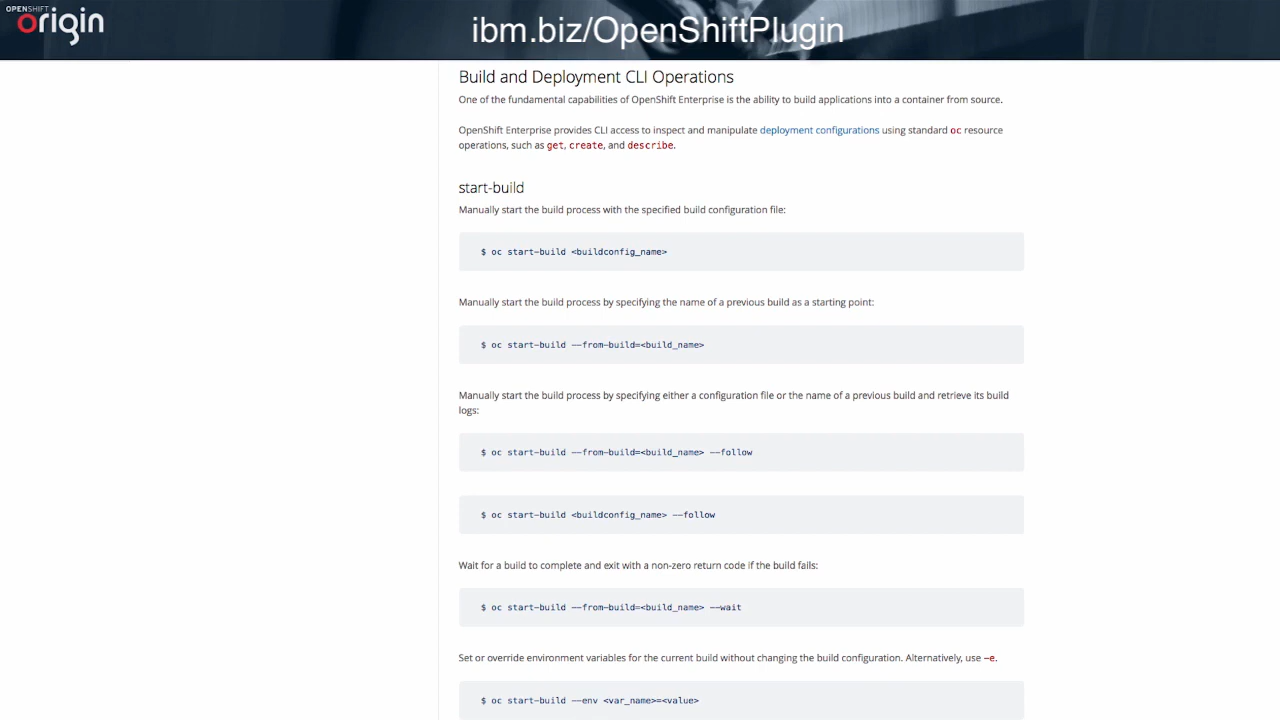 OPENSHIFT
origin
ibm.biz/OpenShiftPlugin
Build and Deployment CLI Operations
One of the fundamental capabilities of OpenShift Enterprise is the ability to build applications into a container from source.
OpenShift Enterprise provides CLI access to inspect and manipulate deployment configurations using standard oc resource
operations, such as get, create, and describe.
start-build
Manually start the build process with the specified build configuration file:
$ oc start-build <buildconfig_name>
Manually start the build process by specifying the name of a previous build as a starting point:
$ oc start-build --from-build=<build_name>
Manually start the build process by specifying either a configuration file or the name of a previous build and retrieve its build
logs:
$ oc start-build --from-build=<build_name> --follow
$ oc start-build <buildconfig_name> --follow
Wait for a build to complete and exit with a non-zero return code if the build fails:
$ oc start-build --from-build=<build_name> --wait
Set or override environment variables for the current build without changing the build configuration. Alternatively, use -e.
$ oc start-build --env <var_name>=<value>